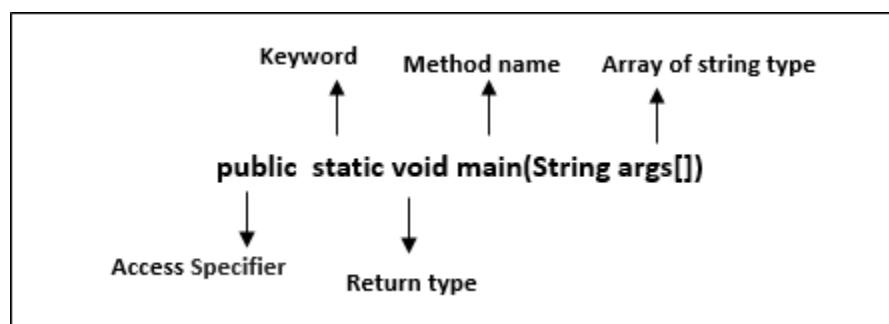 Keyword
Method name
Array of string type
public static void main(String args[])
Access Specifier
Return type